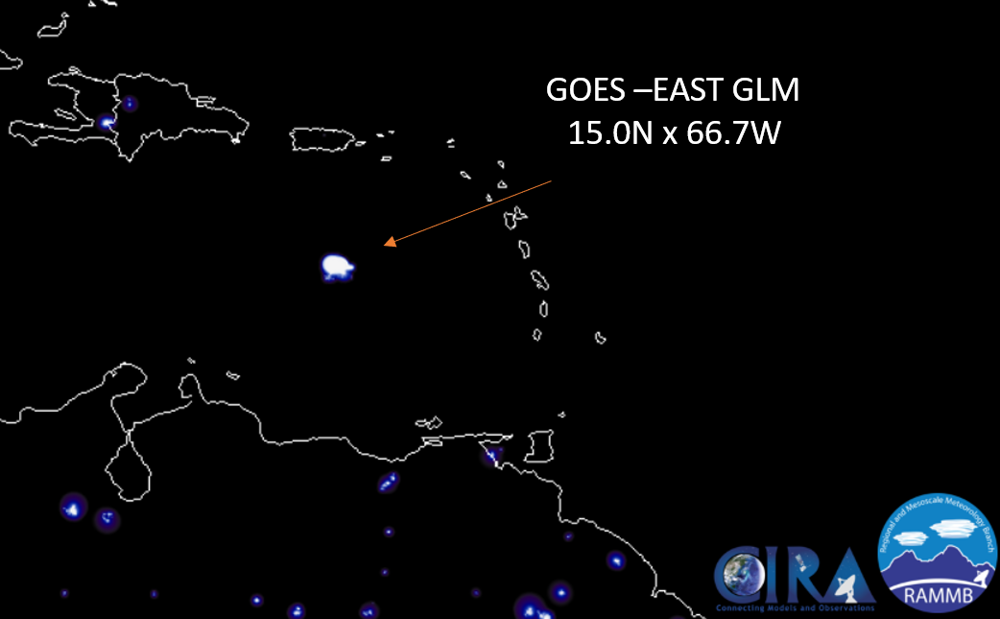 GOES –EAST GLM
15.0N x 66.7W
CIRA
Connecting Models and Observations
Regional and Mesoscale Meteorology Branch
RAMMB